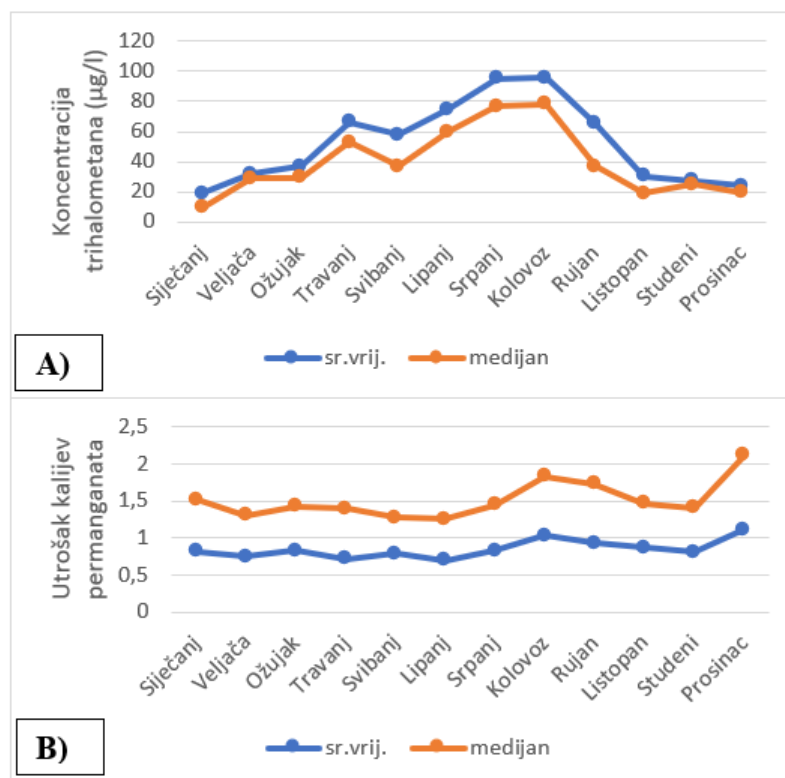 Koncentracija
trihalometana (µg/l)
120
100
80
60
40
20
0
Siječanj
Veljača
Ožujak
Travanj
Svibanj
Lipanj
Srpanj
Kolovoz
Rujan
Listopan
Studeni
Prosinac
A)
sr.vrij. medijan
Utrošak kalijev
permanganata
2,5
2
1,5
1
0,5
0
Siječanj
Veljača
Ožujak
Travanj
Svibanj
Lipanj
Srpanj
Kolovoz
Rujan
Listopan
Studeni
Prosinac
B)
sr.vrij. medijan